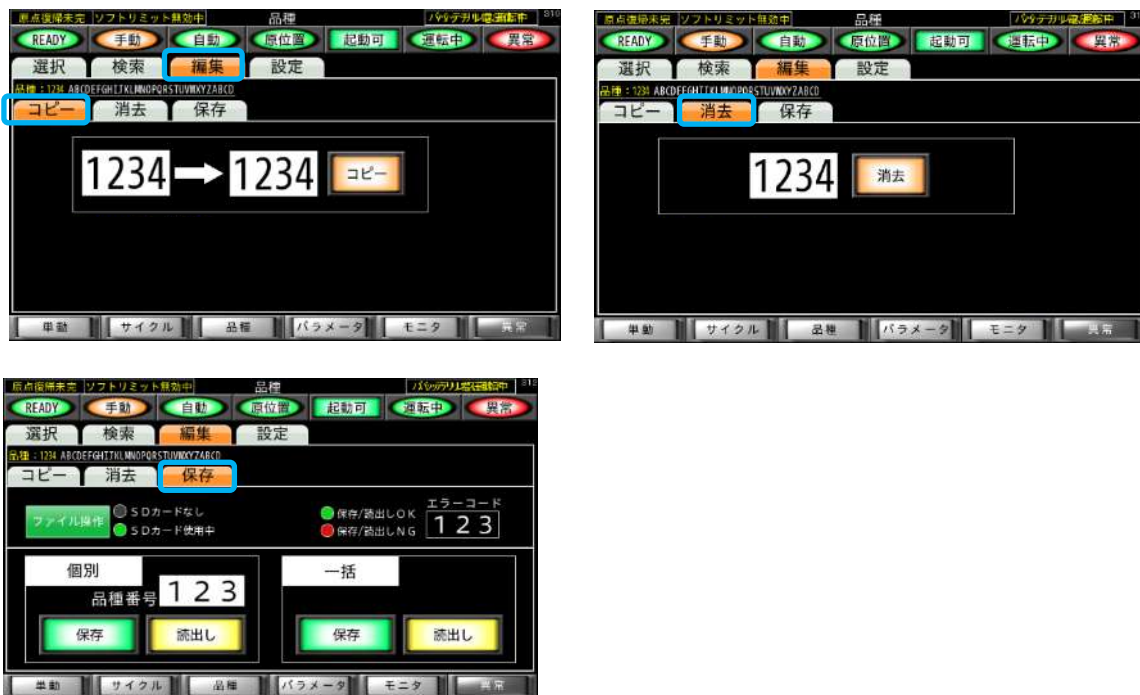 原点復帰未完 ソフトリミット無効中 品種
READY 手動 自動 原位置 起動可 運転中 異常
選択 検索 編集 設定
品種：1234 ABCDEFGHIJKLMNOPQRSTUVWXYZABCD
コピー 消去 保存
1234 → 1234 コピー
単動 サイクル 品種 パラメータ モニタ 異常
原点復帰未完 ソフトリミット無効中 品種
READY 手動 自動 原位置 起動可 運転中 異常
選択 検索 編集 設定
品種：1234 ABCDEFGHIJKLMNOPQRSTUVWXYZABCD
コピー 消去 保存
1234 消去
単動 サイクル 品種 パラメータ モニタ 異常
原点復帰未完 ソフトリミット無効中 品種
READY 手動 自動 原位置 起動可 運転中 異常
選択 検索 編集 設定
品種：1234 ABCDEFGHIJKLMNOPQRSTUVWXYZABCD
コピー 消去 保存
ファイル操作 SDカードなし 保存/読出しOK エラーコード
SDカード使用中 保存/読出しNG 123
個別 一括
品種番号 123
保存 読出し 保存 読出し
単動 サイクル 品種 パラメータ モニタ 異常